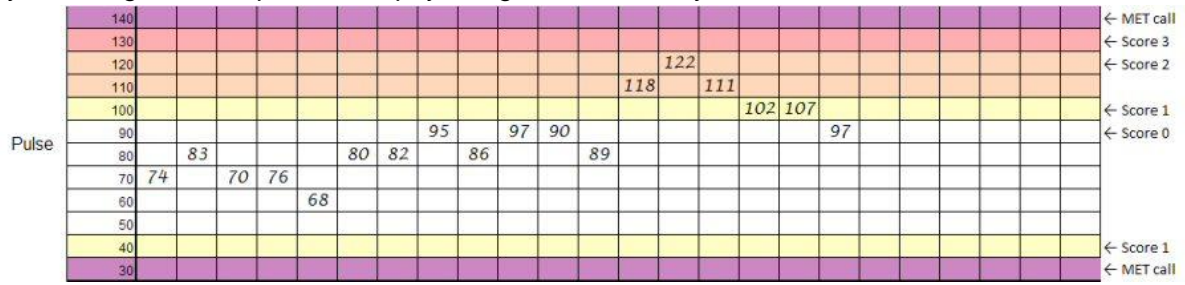 140 ← MET call
130 ← Score 3
120 122 ← Score 2
110 118 111
100 102 107 ← Score 1
90 95 97 90 97 ← Score 0
Pulse
80 83 80 82 86 89
70 74 70 76
60 68
50
40 ← Score 1
30 ← MET call